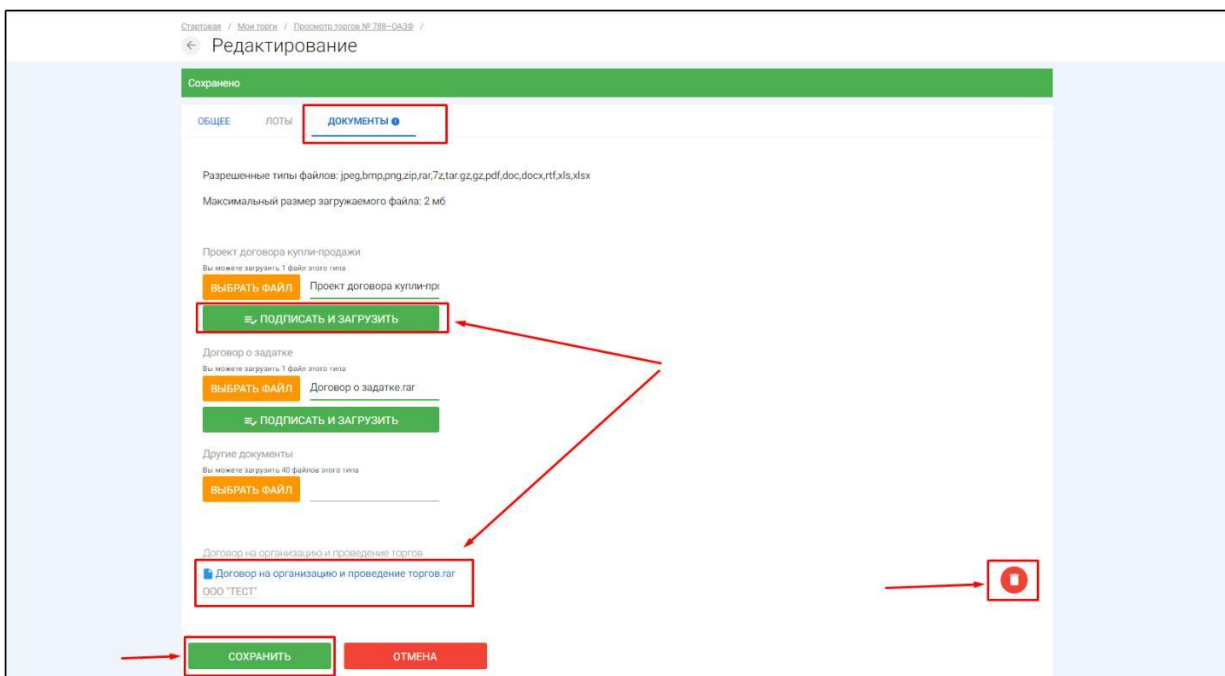 Стартовая / Мои торги / Просмотр торгов № 788–ОАЗФ /
Редактирование
Сохранено
ОБЩЕЕ ЛОТЫ ДОКУМЕНТЫ
Разрешенные типы файлов: jpeg,bmp,png,zip,rar,7z,tar.gz,gz,pdf,doc,docx,rtf,xls,xlsx
Максимальный размер загружаемого файла: 2 мб
Проект договора купли-продажи
Вы можете загрузить 1 файл этого типа
ВЫБРАТЬ ФАЙЛ Проект договора купли-пр
ПОДПИСАТЬ И ЗАГРУЗИТЬ
Договор о задатке
Вы можете загрузить 1 файл этого типа
ВЫБРАТЬ ФАЙЛ Договор о задатке.rar
ПОДПИСАТЬ И ЗАГРУЗИТЬ
Другие документы
Вы можете загрузить 40 файлов этого типа
ВЫБРАТЬ ФАЙЛ
Договор на организацию и проведение торгов
Договор на организацию и проведение торгов.rar
ООО "ТЕСТ"
СОХРАНИТЬ ОТМЕНА